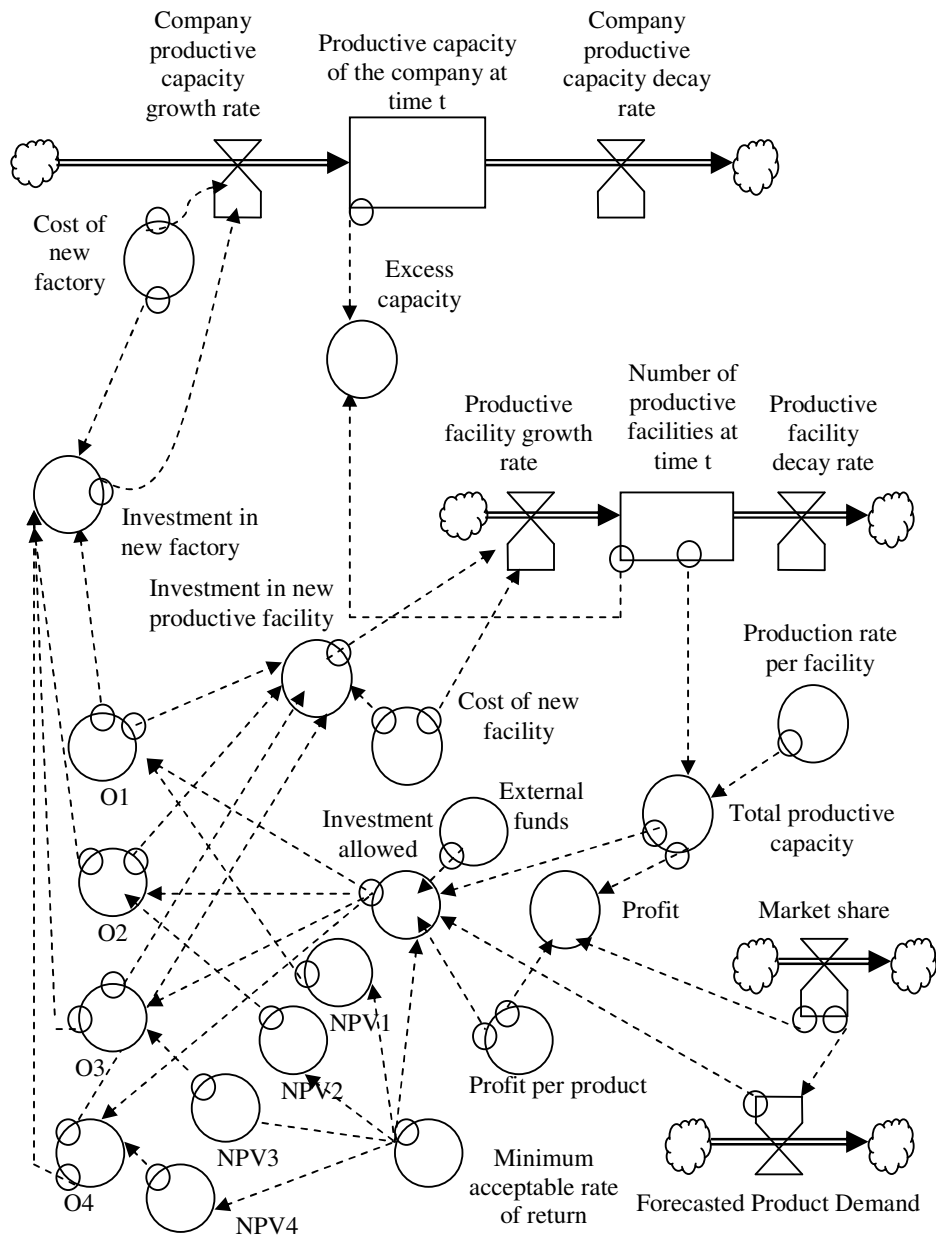 Company
productive
capacity
growth rate
Productive capacity
of the company at
time t
Company
productive
capacity decay
rate
Cost of
new
factory
Excess
capacity
Productive
facility growth
rate
Number of
productive
facilities at
time t
Productive
facility
decay rate
Investment in
new factory
Investment in new
productive facility
Production rate
per facility
Cost of new
facility
O1
External
funds
Investment
allowed
Total productive
capacity
O2
Profit
Market share
NPV1
O3
NPV2
Profit per product
NPV3
O4
NPV4
Minimum
acceptable rate
of return
Forecasted Product Demand